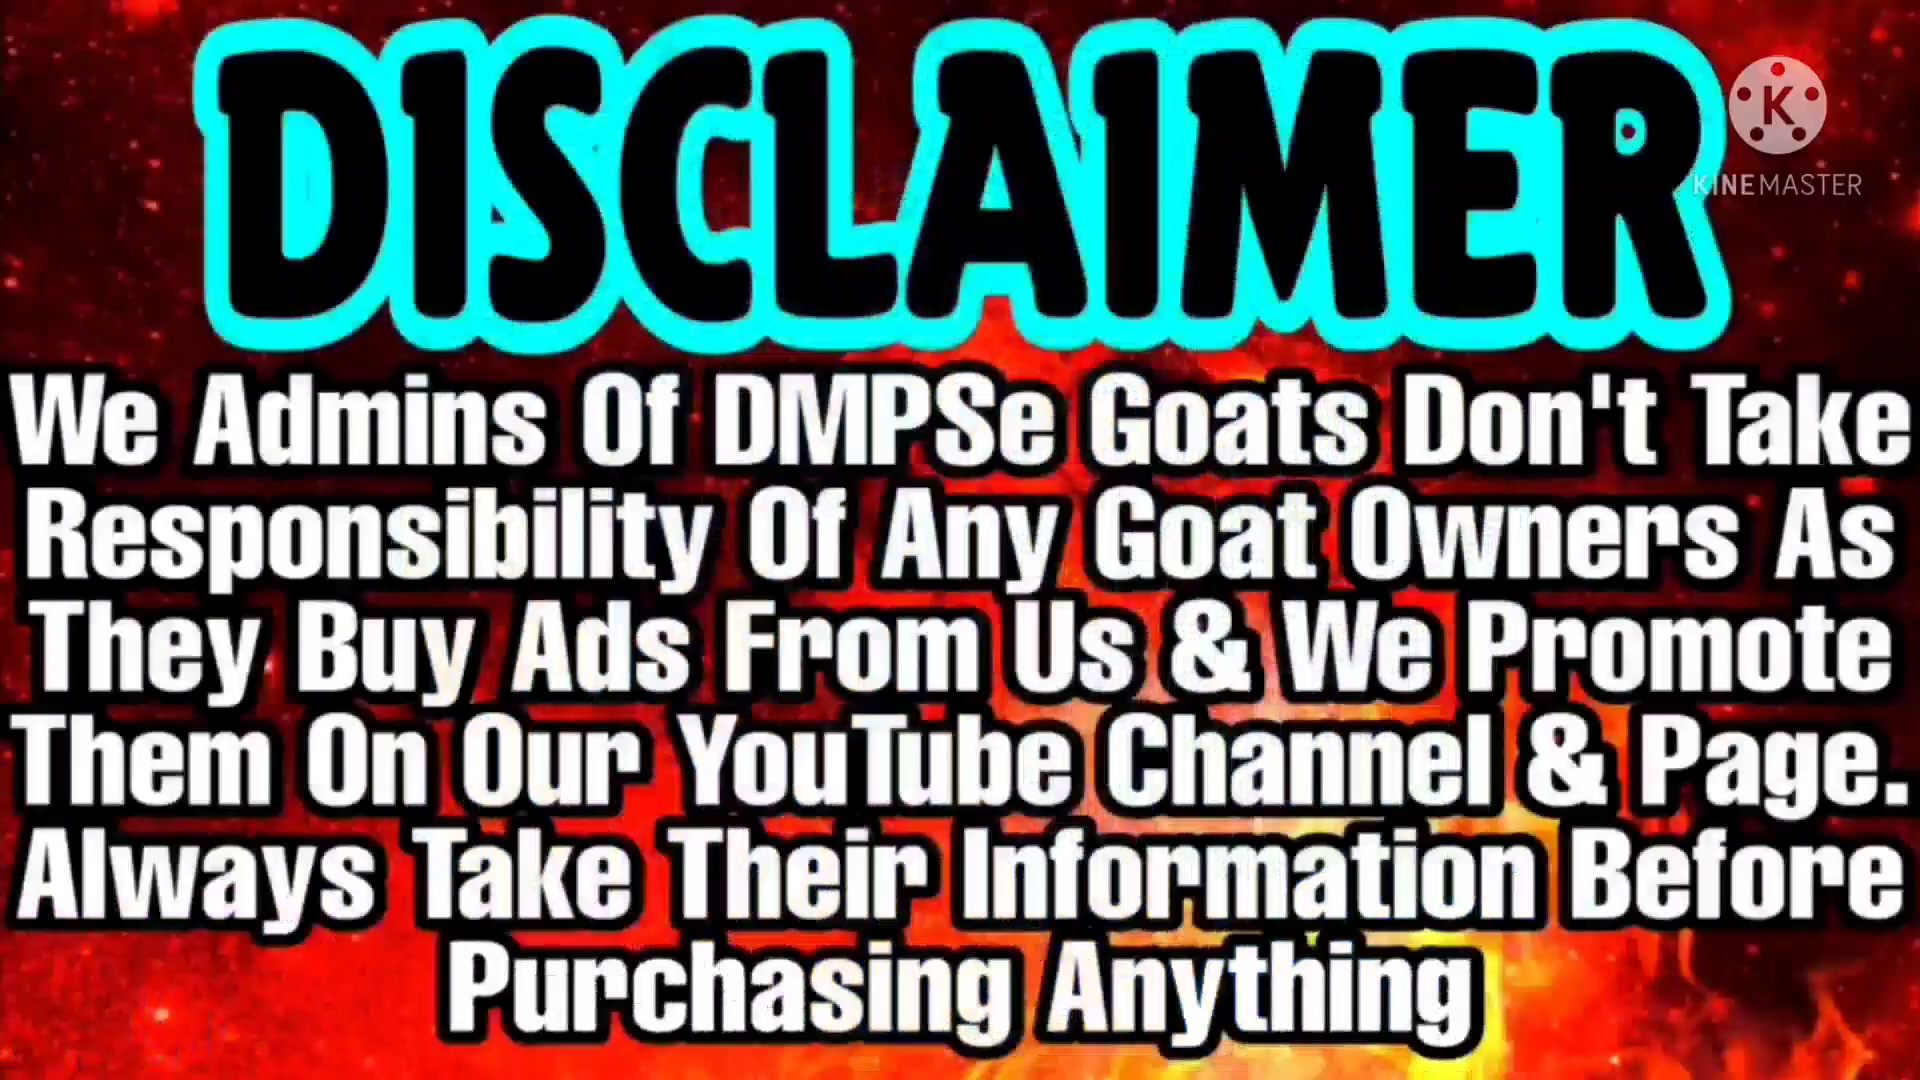 DISCLAIMER
K
KINEMASTER
We Admins Of DMPSe Goats Don't Take
Responsibility Of Any Goat Owners As
They Buy Ads From Us & We Promote
Them On Our YouTube Channel & Page.
Always Take Their Information Before
Purchasing Anything